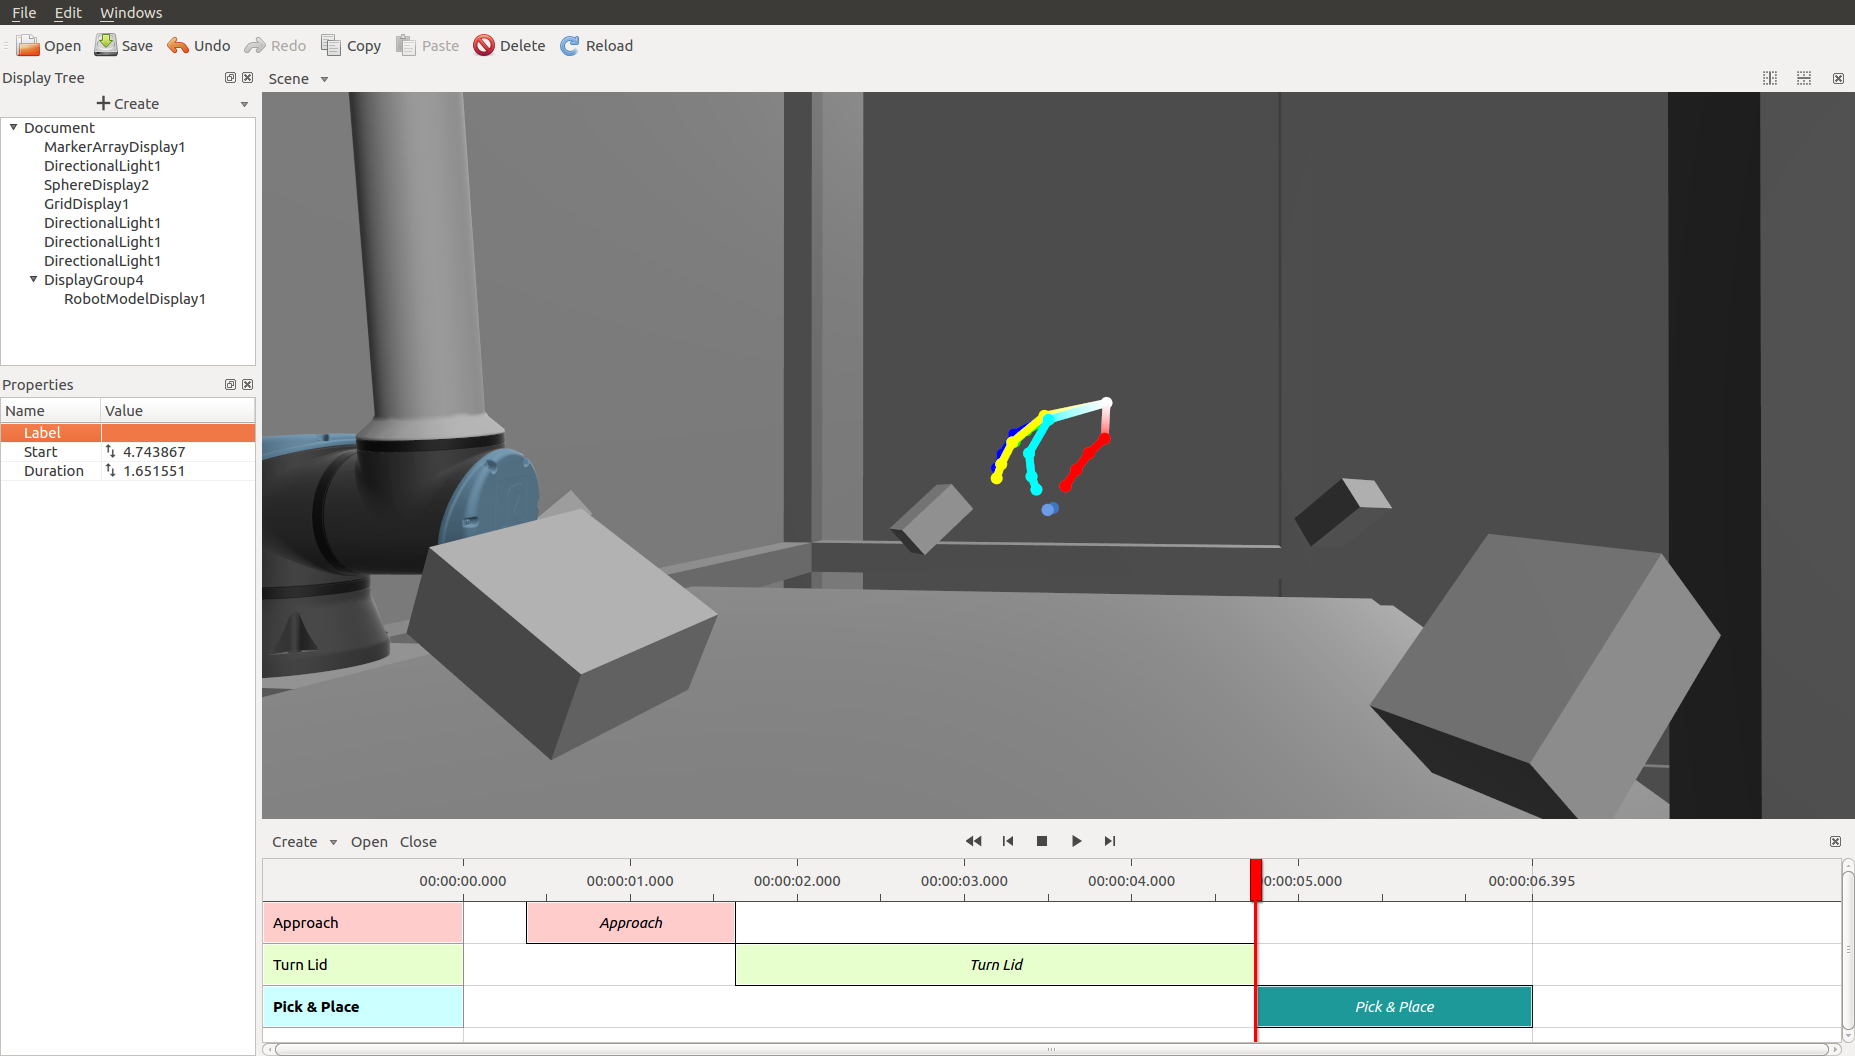 File Edit Windows
Open Save Undo Redo Copy Paste Delete Reload
Display Tree
Create
Document
MarkerArrayDisplay1
DirectionalLight1
SphereDisplay2
GridDisplay1
DirectionalLight1
DirectionalLight1
DirectionalLight1
DisplayGroup4
RobotModelDisplay1
Properties
Name Value
Label
Start 4.743867
Duration 1.651551
Scene
Create Open Close
00:00:00.000 00:00:01.000 00:00:02.000 00:00:03.000 00:00:04.000 00:00:05.000 00:00:06.395
Approach Approach
Turn Lid Turn Lid
Pick & Place Pick & Place